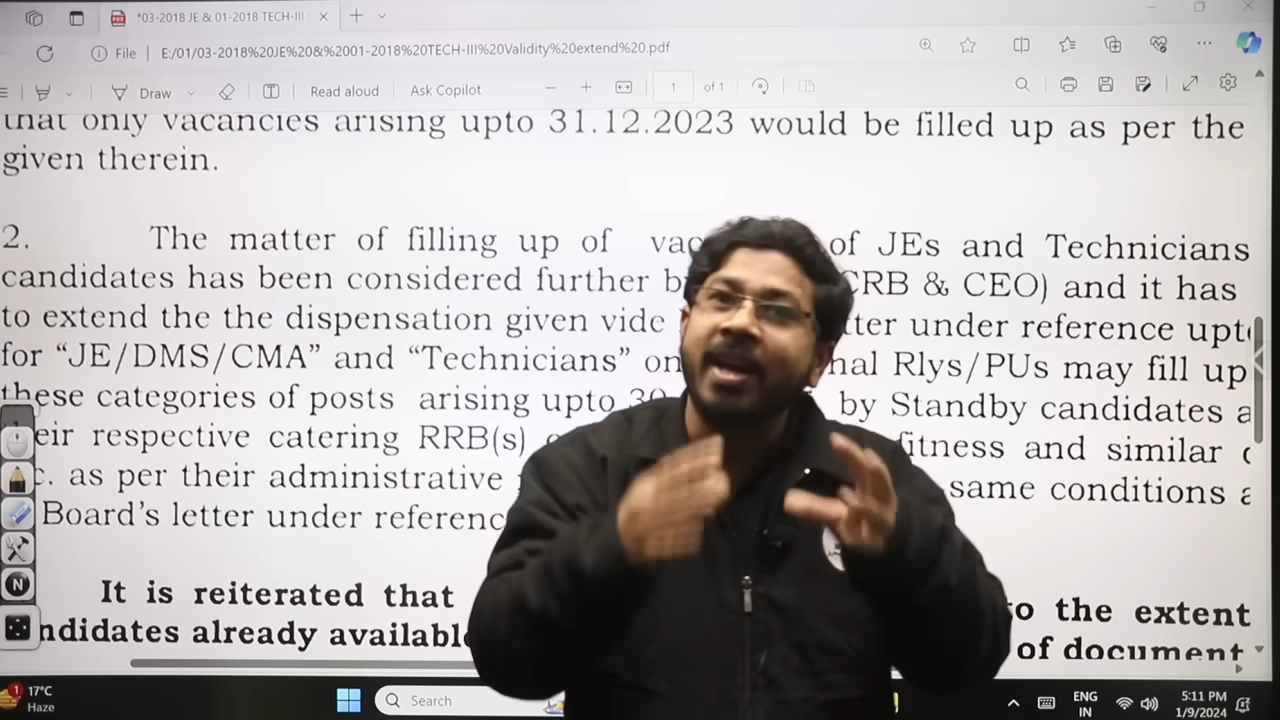 *03-2018 JE & 01-2018 TECH-III
File E:/01/03-2018%20JE%20&%2001-2018%20TECH-III%20Validity%20extend%20.pdf
Draw Read aloud Ask Copilot 1 of 1
that only vacancies arising upto 31.12.2023 would be filled up as per the
given therein.
2. The matter of filling up of of JEs and Technicians
candidates has been considered further CRB & CEO) and it has
to extend the the dispensation given vide under reference
for “JE/DMS/CMA” and “Technicians” Rlys/PUs may fill up
these categories of posts arising upto by Standby candidates
respective catering RRB(s) fitness and similar
as per their administrative same conditions
Board's letter under
It is reiterated that the extent
already of document
N
1
17°C
Haze
Search
ENG
IN
5:11 PM
1/9/2024